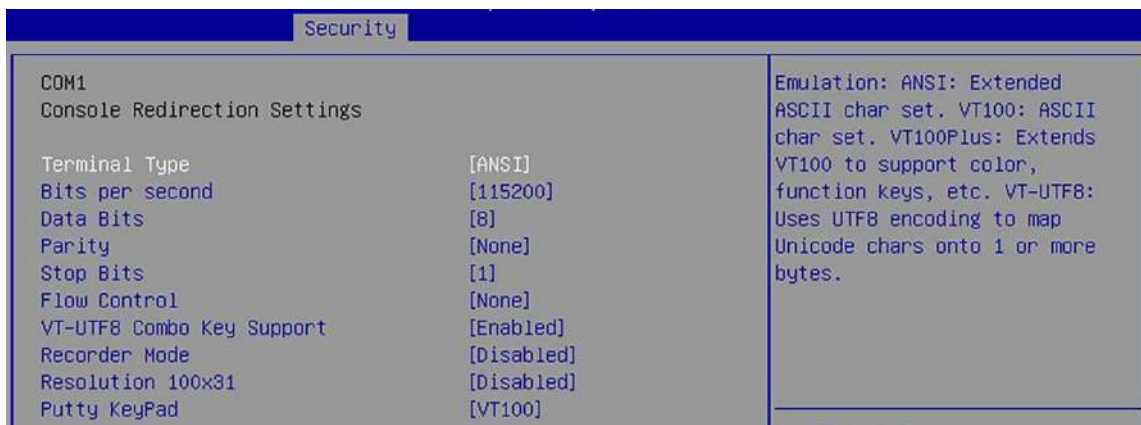 Security
COM1
Console Redirection Settings
Terminal Type [ANSI]
Bits per second [115200]
Data Bits [8]
Parity [None]
Stop Bits [1]
Flow Control [None]
VT-UTF8 Combo Key Support [Enabled]
Recorder Mode [Disabled]
Resolution 100x31 [Disabled]
Putty KeyPad [VT100]
Emulation: ANSI: Extended
ASCII char set. VT100: ASCII
char set. VT100Plus: Extends
VT100 to support color,
function keys, etc. VT-UTF8:
Uses UTF8 encoding to map
Unicode chars onto 1 or more
bytes.